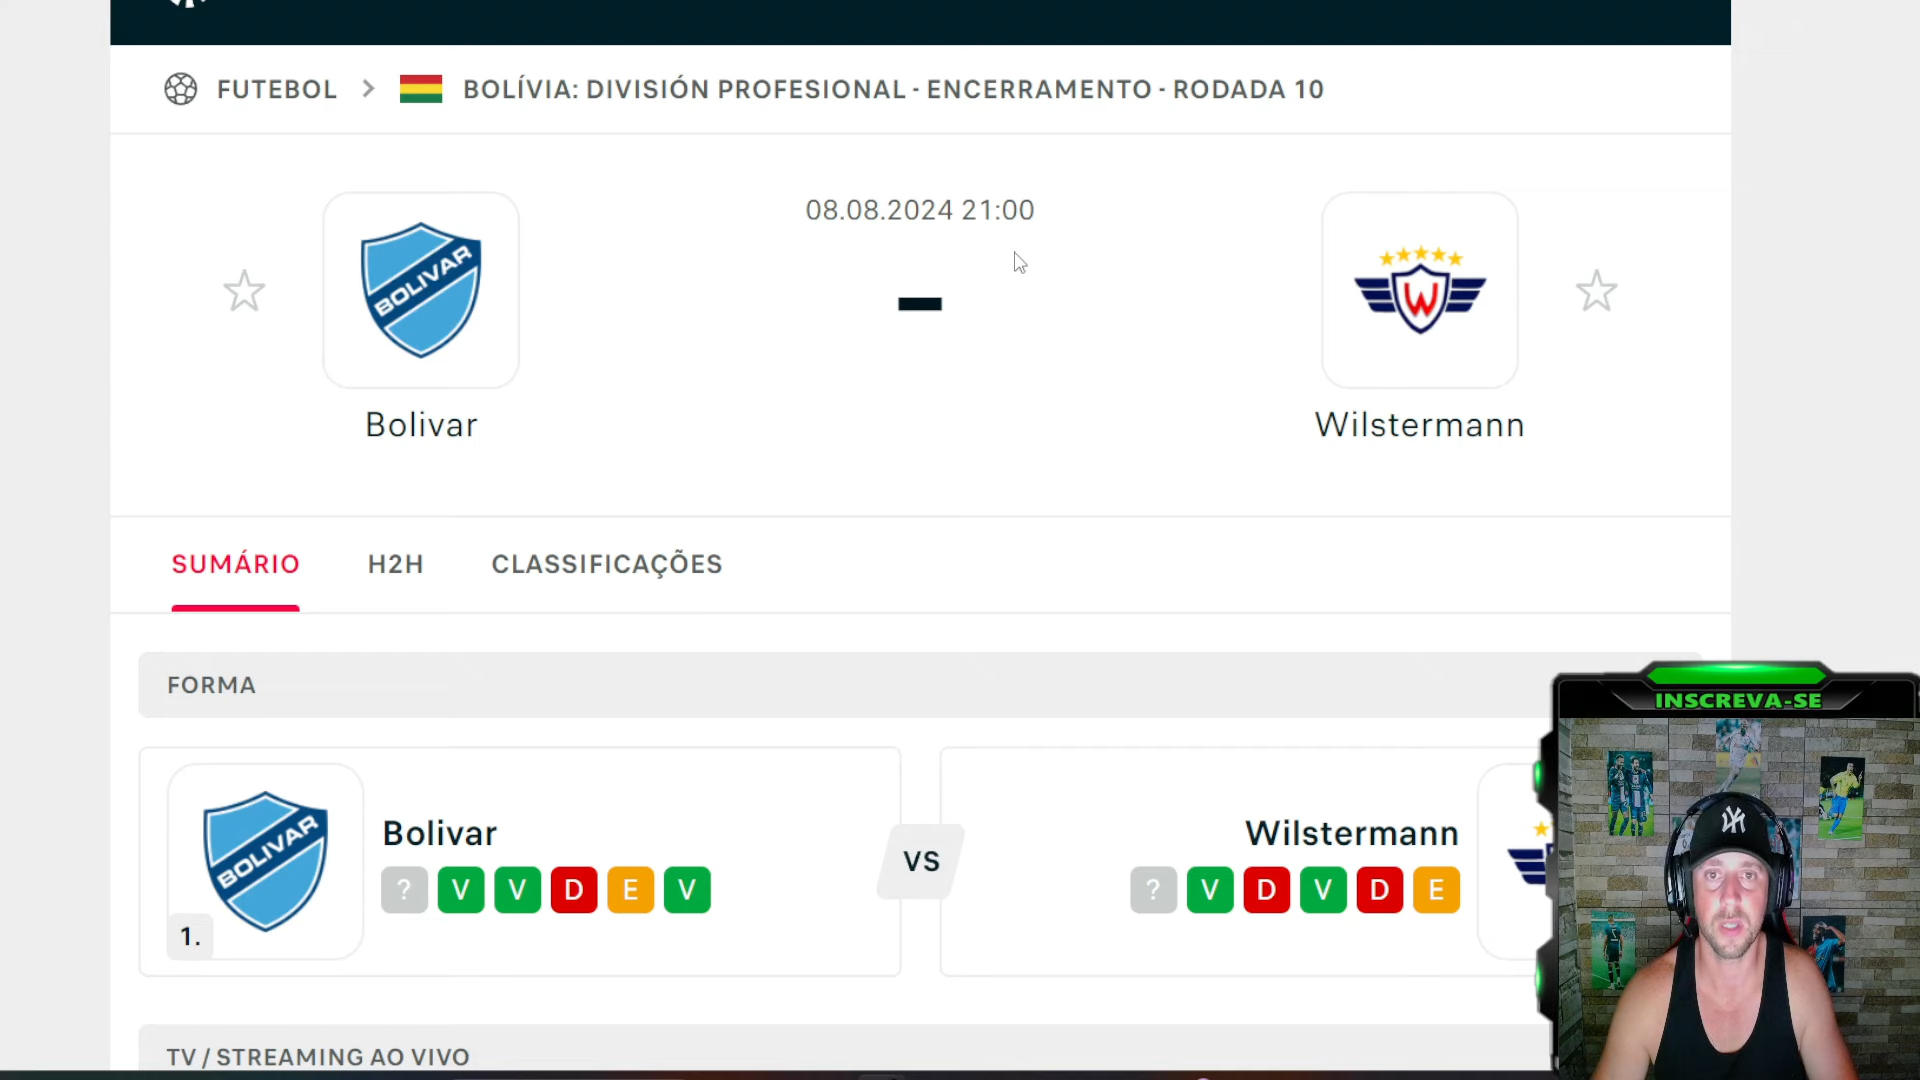 FUTEBOL > BOLÍVIA: DIVISIÓN PROFESIONAL - ENCERRAMENTO - RODADA 10
08.08.2024 21:00
BOLIVAR
W
-
Bolivar
Wilstermann
SUMÁRIO H2H CLASSIFICAÇÕES
FORMA
INSCREVA-SE
BOLIVAR
1.
Bolivar
? V V D E V
VS
Wilstermann
? V D V D E
TV / STREAMING AO VIVO